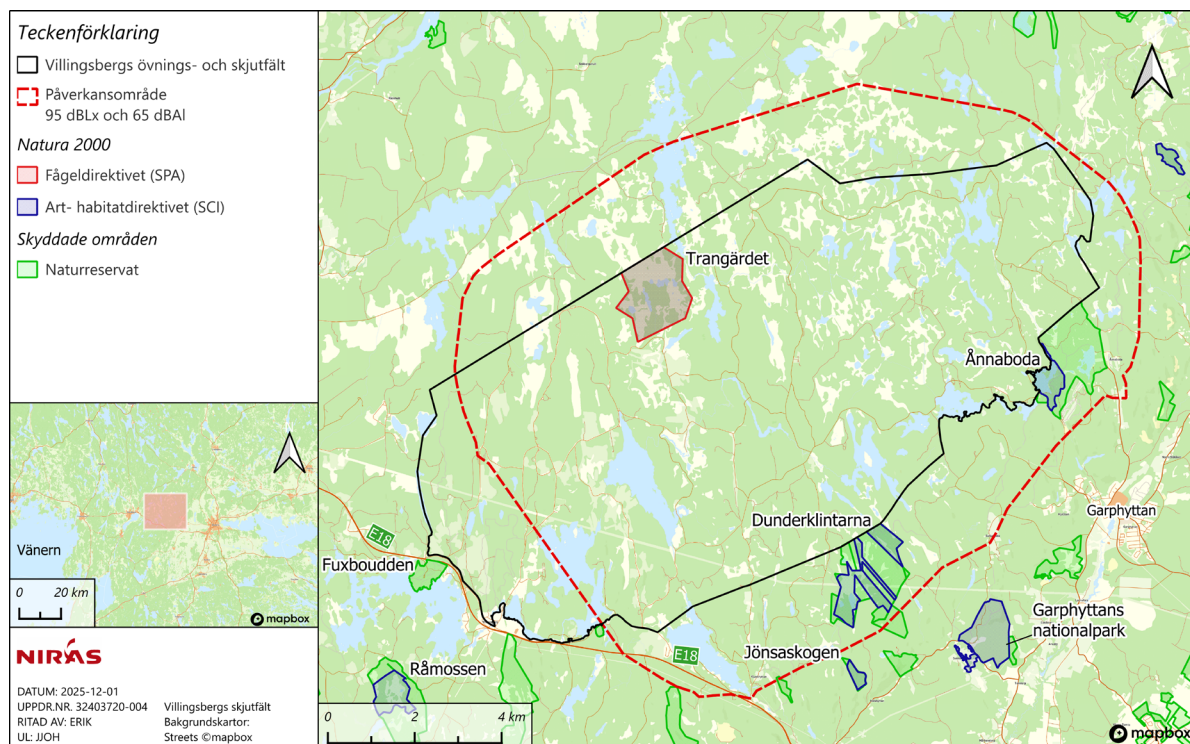 Teckenförklaring
Villingsbergs övnings- och skjutfält
Påverkansområde
95 dBLx och 65 dBAl
Natura 2000
Fågeldirektivet (SPA)
Art- habitatdirektivet (SCI)
Skyddade områden
Naturreservat
Vänern
0 20 km
mapbox
NIRAS
DATUM: 2025-12-01
UPPDR.NR. 32403720-004
RITAD AV: ERIK
UL: JJOH
Villingsbergs skjutfält
Bakgrundskartor:
Streets ©mapbox
Trangärdet
Ånnaboda
Dunderklintarna
Garphyttan
E18
Fuxboudden
Garphyttans
nationalpark
E18
Jönsaskogen
Råmossen
0 2 4 km
mapbox